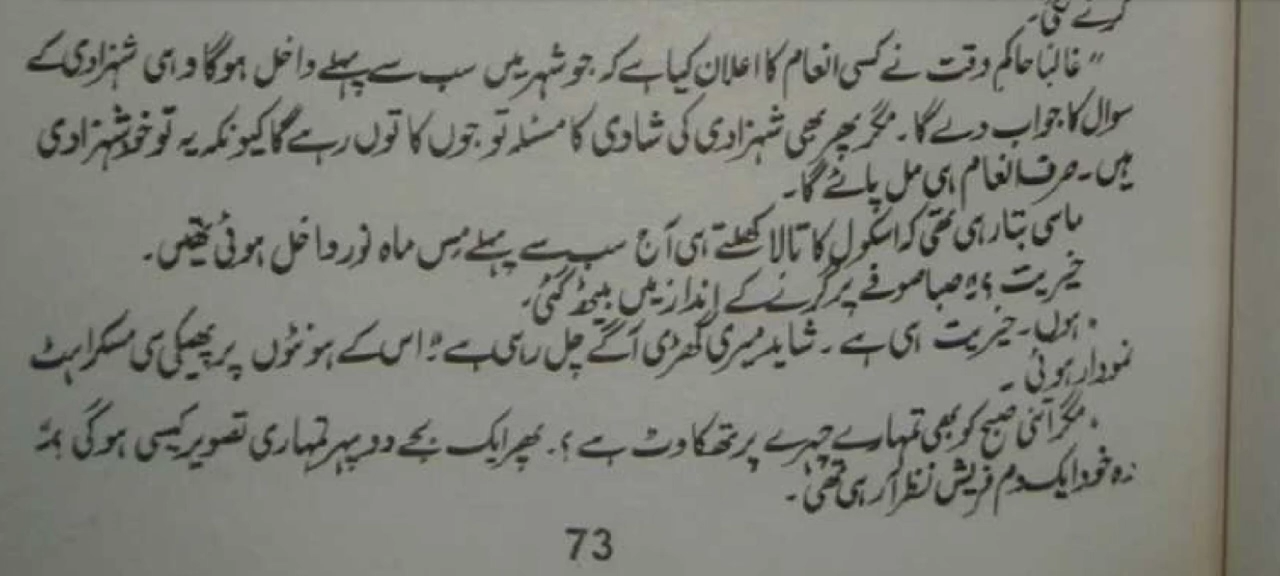 کرنے لگی۔
" غالباً حاکم وقت نے کسی انعام کا اعلان کیا ہے کہ جو شہر میں سب سے پہلے داخل ہوگا وہی شہزادی کے
سوال کا جواب دے گا۔ مگر پھر بھی شہزادی کی شادی کا مسئلہ تو جوں کا توں رہے گا کیونکہ یہ تو خود شہزادی
ہیں۔ صرف انعام ہی مل پائے گا۔
ماسی بتا رہی تھی کہ اسکول کا تالا کھلتے ہی آج سب سے پہلے مِس ماہ نور داخل ہوئی تھیں۔
خیریت ؟" صبا صوفے پر گرنے کے انداز میں بیٹھ گئی۔
" ہوں۔ خیریت ہی ہے ۔ شاید میری گھڑی آگے چل رہی ہے" اس کے ہونٹوں پر پھیکی سی مسکراہٹ
نمودار ہوئی ۔
" مگر اتنی صبح کو بھی تمہارے چہرے پر تھکاوٹ ہے ؟۔ پھر ایک بجے دوپہر تمہاری تصویر کیسی ہوگی
وہ خود ایک دم فریش نظر آ رہی تھی ۔
73